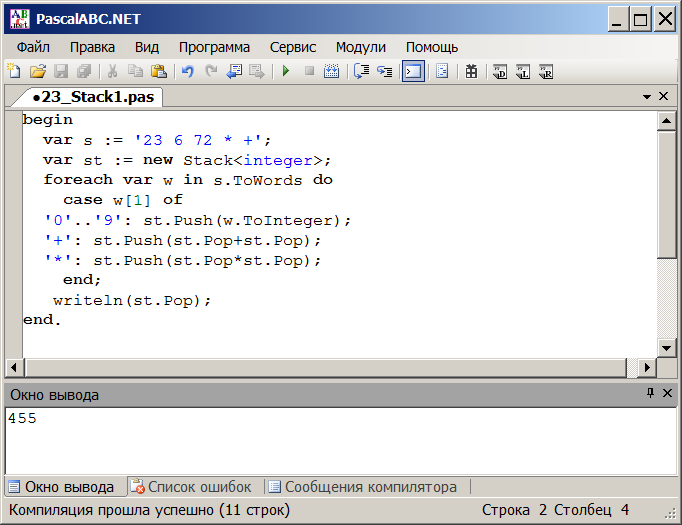 PascalABC.NET
Файл Правка Вид Программа Сервис Модули Помощь
•23_Stack1.pas
begin
var s := '23 6 72 * +';
var st := new Stack<integer>;
foreach var w in s.ToWords do
case w[1] of
'0'..'9': st.Push(w.ToInteger);
'+': st.Push(st.Pop+st.Pop);
'*': st.Push(st.Pop*st.Pop);
end;
writeln(st.Pop);
end.
Окно вывода
455
Окно вывода Список ошибок Сообщения компилятора
Компиляция прошла успешно (11 строк) Строка 2 Столбец 4